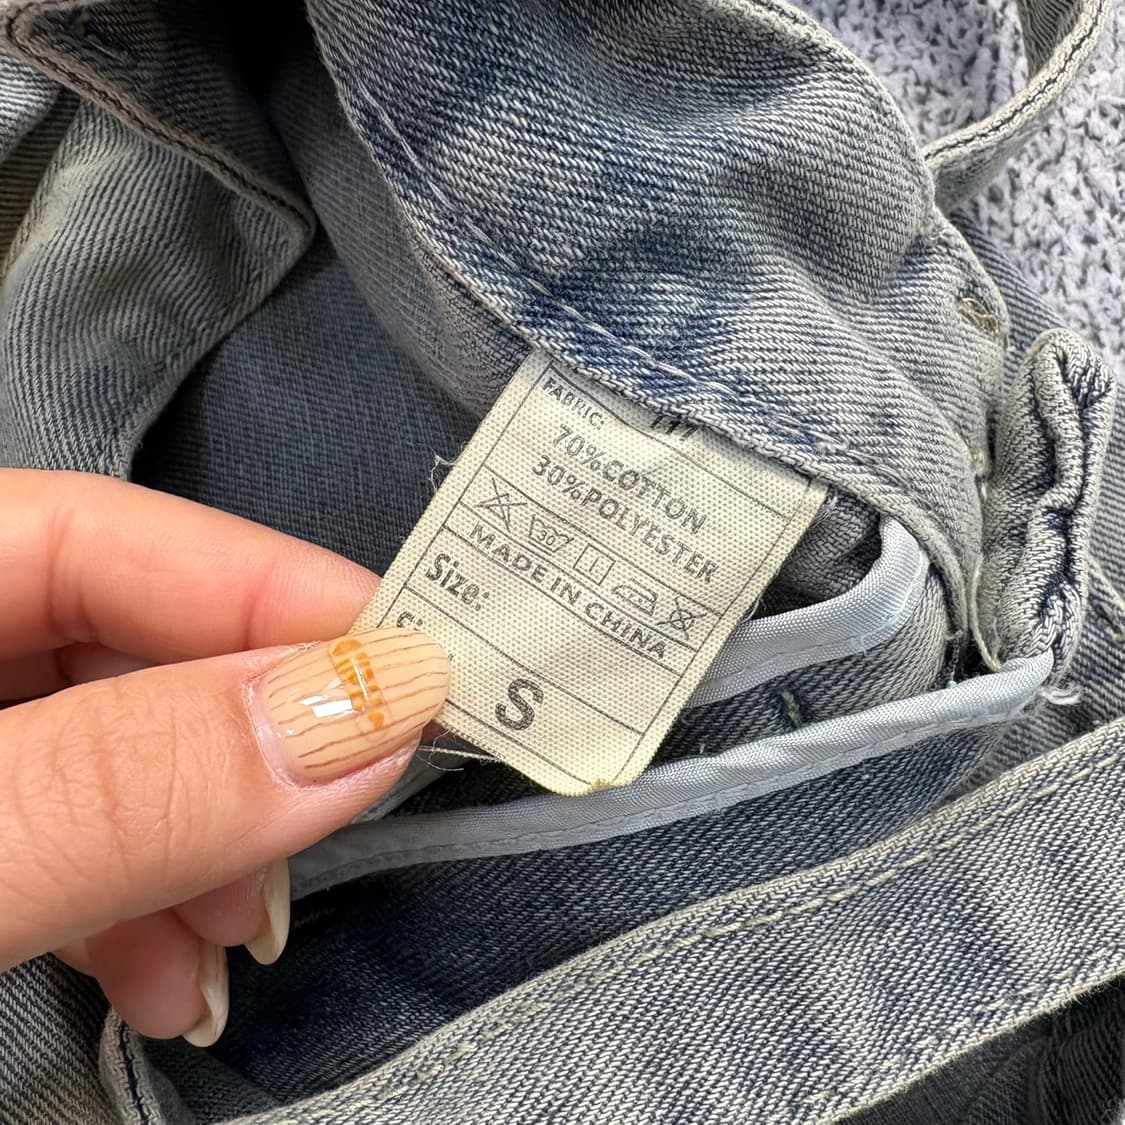 FABRIC:
70%COTTON
30%POLYESTER
30°
MADE IN CHINA
Size:
S